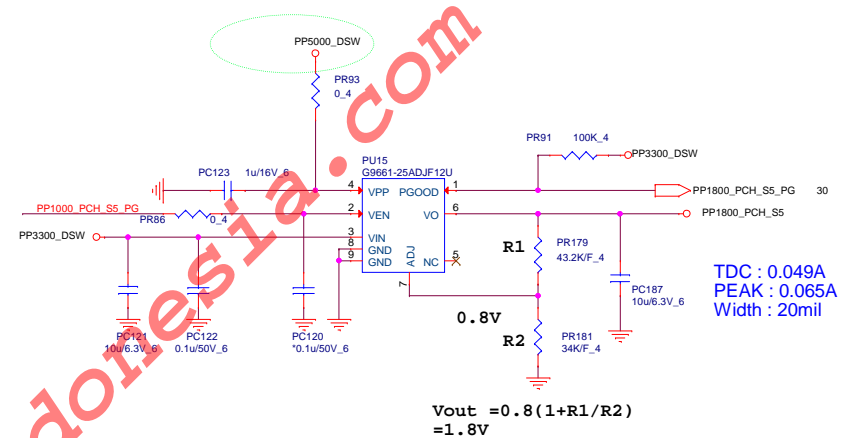 PP5000_DSW
PR93
0_4
PR91 100K_4
PP3300_DSW
PU15
G9661-25ADJF12U
PC123 1u/16V_6
4 VPP PGOOD 1
PP1800_PCH_S5_PG 30
PP1000_PCH_S5_PG
PR86 0_4
2 VEN VO 6
PP1800_PCH_S5
PP3300_DSW
3 VIN
8 GND
9 GND ADJ NC 5
7
R1 PR179
43.2K/F_4
PC187
10u/6.3V_6
TDC : 0.049A
PEAK : 0.065A
Width : 20mil
0.8V
R2 PR181
34K/F_4
PC121
10u/6.3V_6
PC122
0.1u/50V_6
PC120
*0.1u/50V_6
Vout =0.8(1+R1/R2)
=1.8V
donesia.com